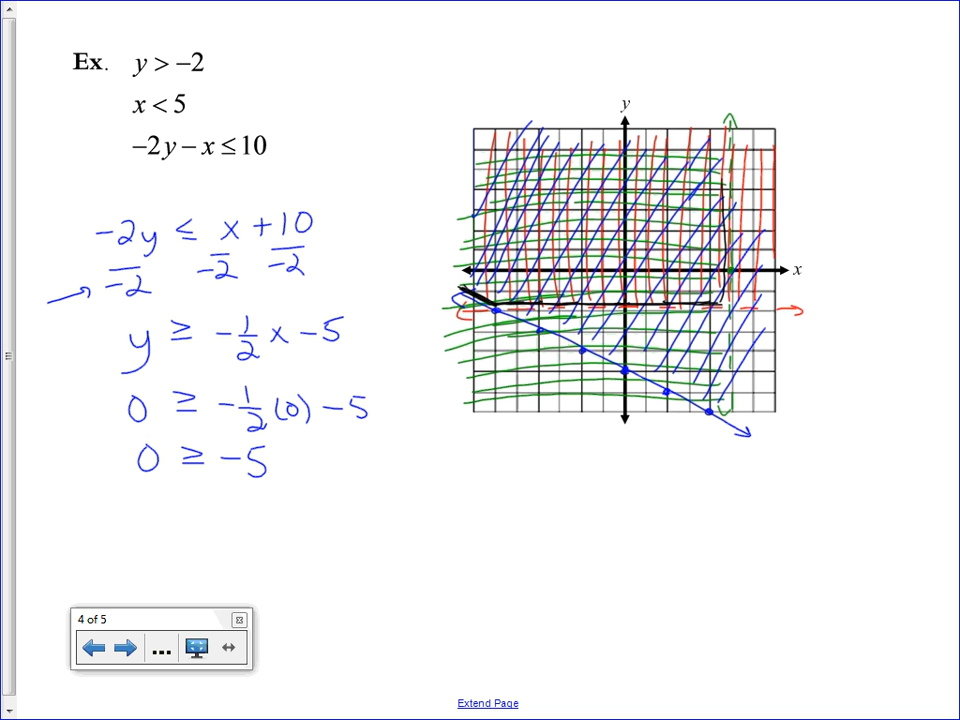 Ex. y > −2
x < 5
−2y − x ≤ 10
-2y ≤ x + 10
-2 -2 -2
y ≥ -1/2 x - 5
0 ≥ -1/2 (0) - 5
0 ≥ -5
y
x
4 of 5
...
Extend Page